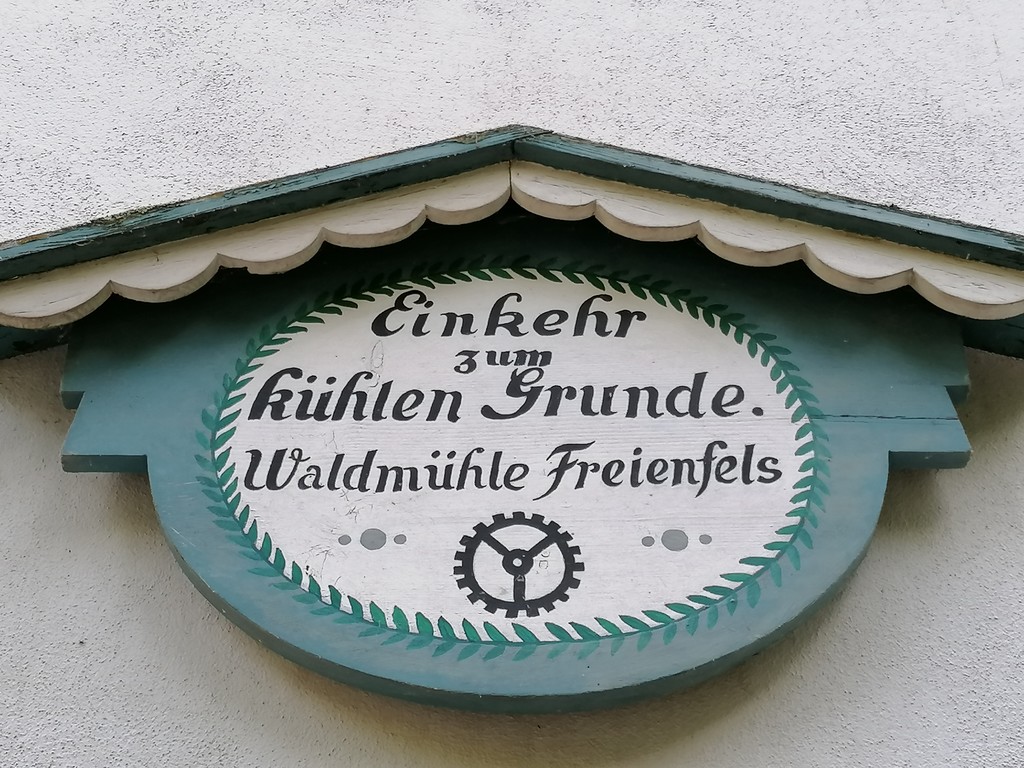 Einkehr
zum
kühlen Grunde.
Waldmühle Freienfels